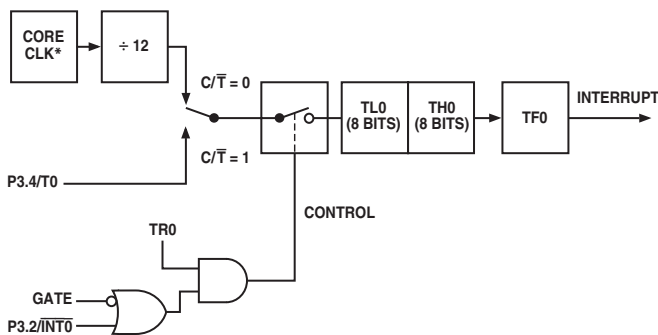 CORE
CLK*
÷ 12
C/T̅ = 0
TL0
(8 BITS)
TH0
(8 BITS)
TF0
INTERRUPT
C/T̅ = 1
P3.4/T0
CONTROL
TR0
GATE
P3.2/I̅N̅T̅0̅